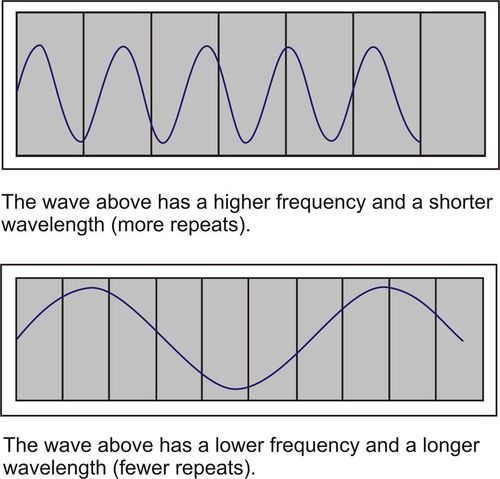 The wave above has a higher frequency and a shorter
wavelength (more repeats).
The wave above has a lower frequency and a longer
wavelength (fewer repeats).